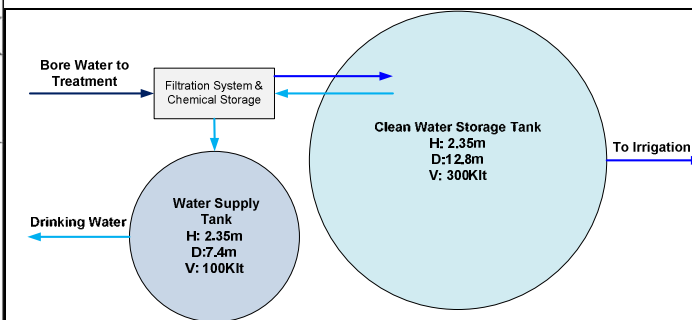 Bore Water to
Treatment
Filtration System &
Chemical Storage
Clean Water Storage Tank
H: 2.35m
D:12.8m
V: 300Klt
To Irrigation
Water Supply
Tank
H: 2.35m
D:7.4m
V: 100Klt
Drinking Water